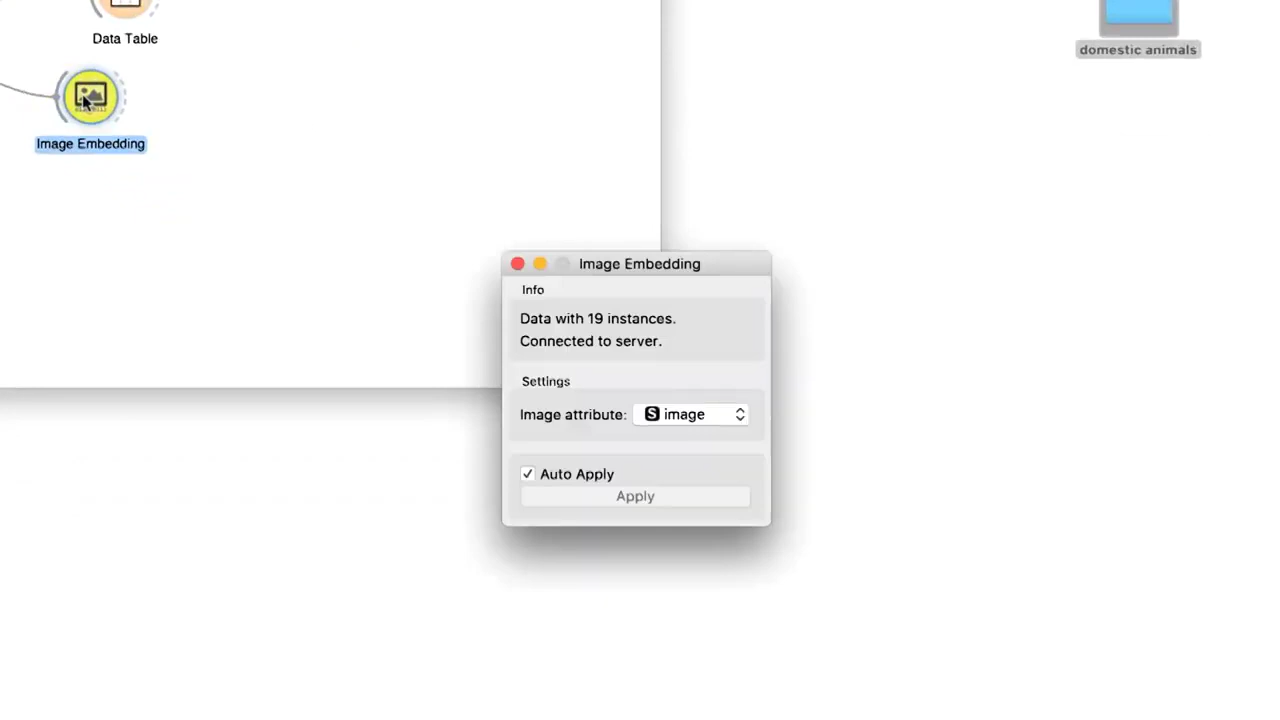 Data Table
domestic animals
Image Embedding
Image Embedding
Info
Data with 19 instances.
Connected to server.
Settings
Image attribute: S image
Auto Apply
Apply